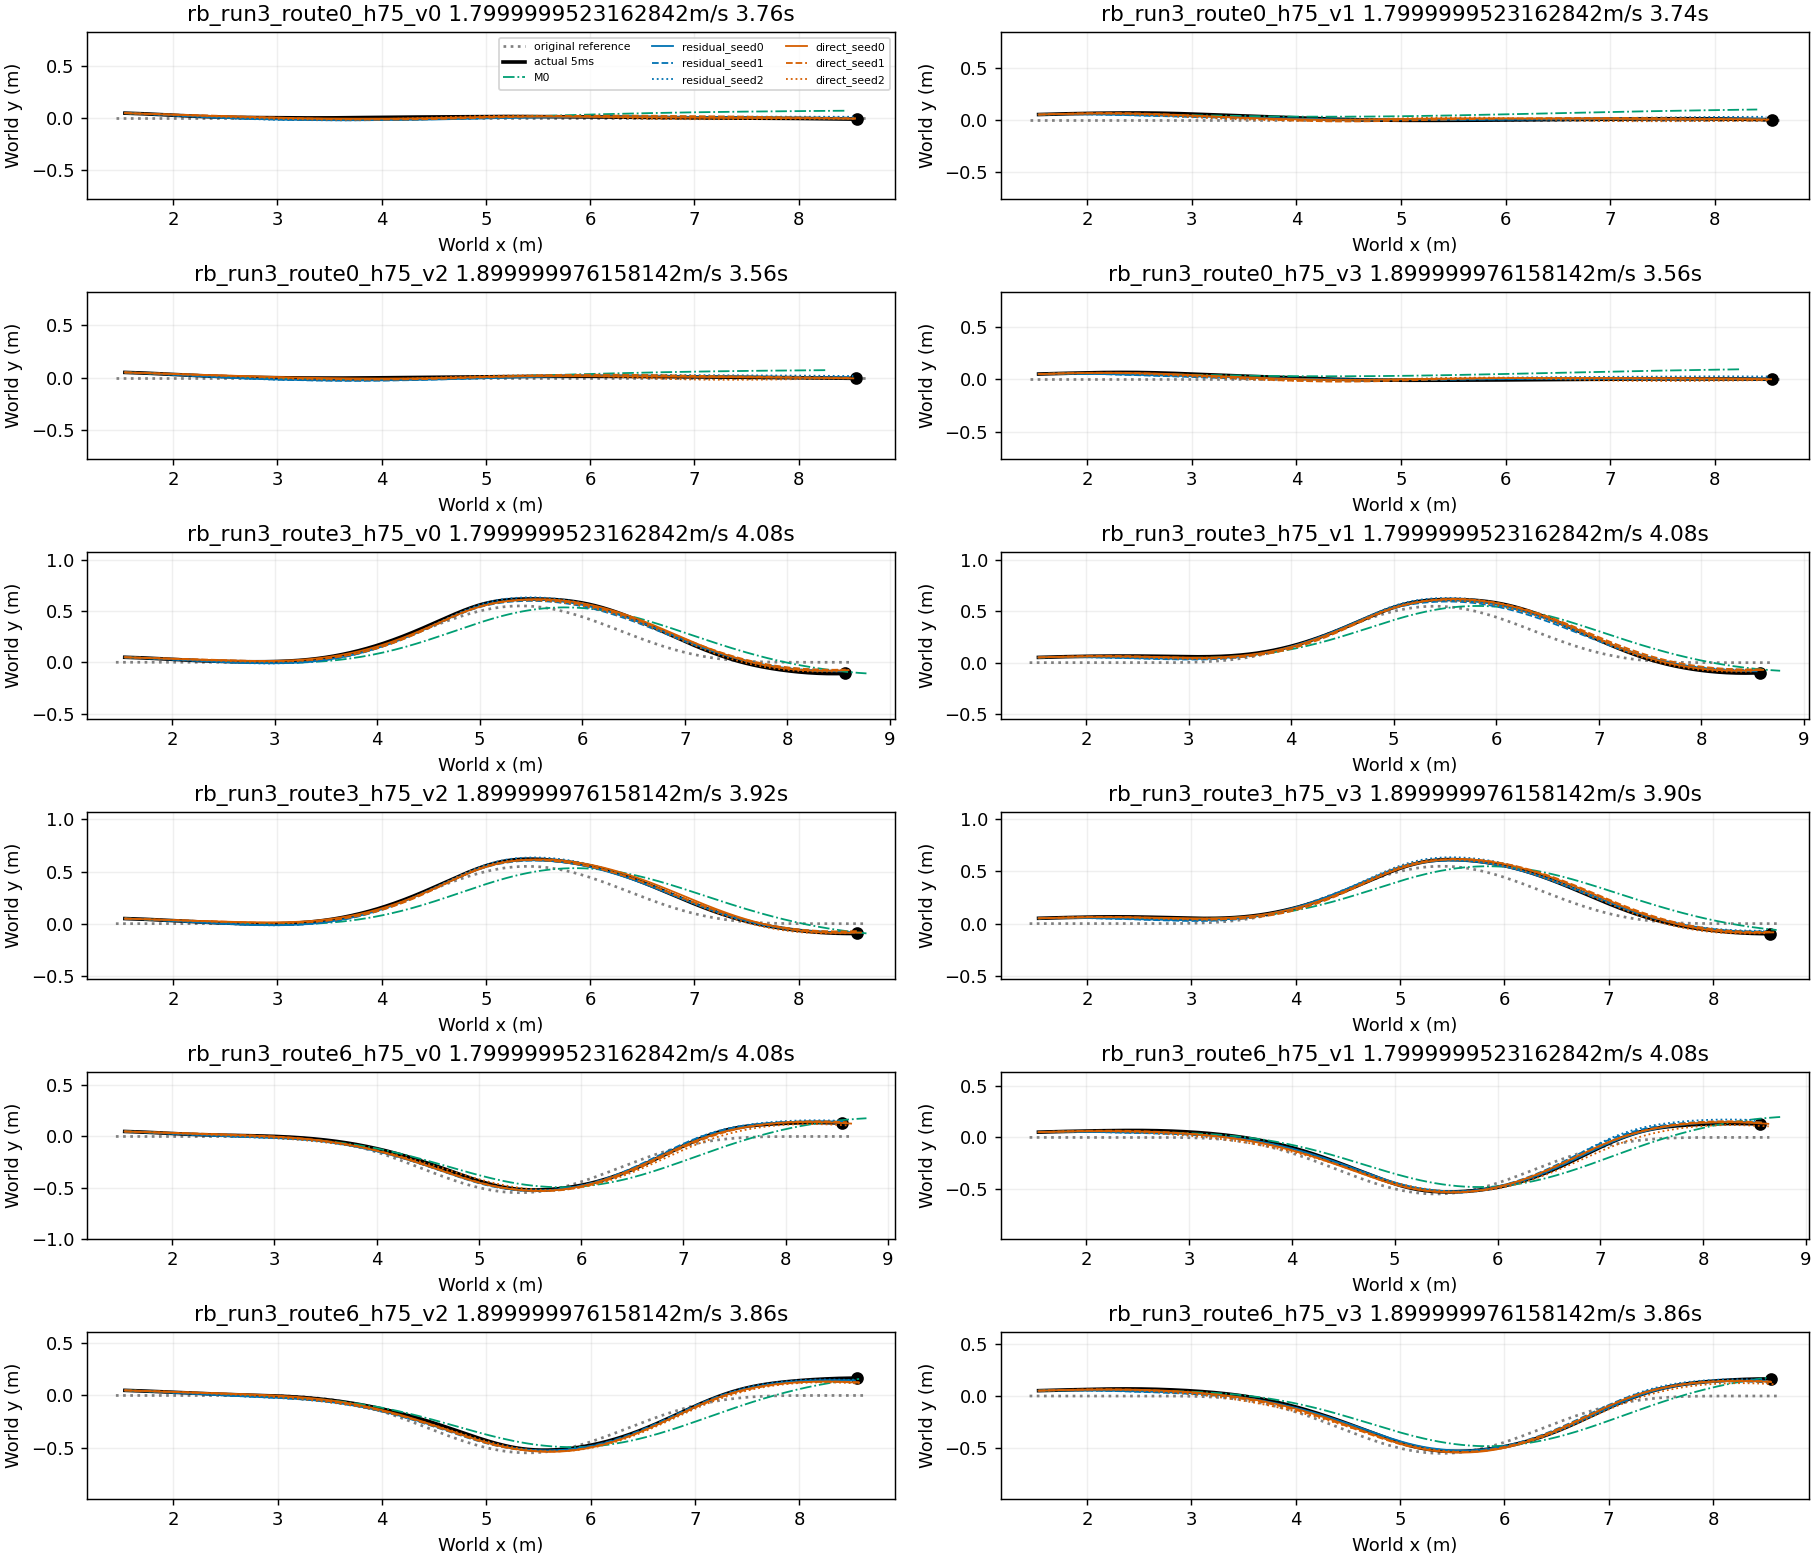 rb_run3_route0_h75_v0 1.7999999523162842m/s 3.76s
original reference
actual 5ms
M0
residual_seed0
residual_seed1
residual_seed2
direct_seed0
direct_seed1
direct_seed2
0.5
0.0
−0.5
World y (m)
2 3 4 5 6 7 8
World x (m)
rb_run3_route0_h75_v1 1.7999999523162842m/s 3.74s
0.5
0.0
−0.5
World y (m)
2 3 4 5 6 7 8
World x (m)
rb_run3_route0_h75_v2 1.899999976158142m/s 3.56s
0.5
0.0
−0.5
World y (m)
2 3 4 5 6 7 8
World x (m)
rb_run3_route0_h75_v3 1.899999976158142m/s 3.56s
0.5
0.0
−0.5
World y (m)
2 3 4 5 6 7 8
World x (m)
rb_run3_route3_h75_v0 1.7999999523162842m/s 4.08s
1.0
0.5
0.0
−0.5
World y (m)
2 3 4 5 6 7 8 9
World x (m)
rb_run3_route3_h75_v1 1.7999999523162842m/s 4.08s
1.0
0.5
0.0
−0.5
World y (m)
2 3 4 5 6 7 8 9
World x (m)
rb_run3_route3_h75_v2 1.899999976158142m/s 3.92s
1.0
0.5
0.0
−0.5
World y (m)
2 3 4 5 6 7 8
World x (m)
rb_run3_route3_h75_v3 1.899999976158142m/s 3.90s
1.0
0.5
0.0
−0.5
World y (m)
2 3 4 5 6 7 8
World x (m)
rb_run3_route6_h75_v0 1.7999999523162842m/s 4.08s
0.5
0.0
−0.5
−1.0
World y (m)
2 3 4 5 6 7 8 9
World x (m)
rb_run3_route6_h75_v1 1.7999999523162842m/s 4.08s
0.5
0.0
−0.5
World y (m)
2 3 4 5 6 7 8 9
World x (m)
rb_run3_route6_h75_v2 1.899999976158142m/s 3.86s
0.5
0.0
−0.5
World y (m)
2 3 4 5 6 7 8
World x (m)
rb_run3_route6_h75_v3 1.899999976158142m/s 3.86s
0.5
0.0
−0.5
World y (m)
2 3 4 5 6 7 8
World x (m)